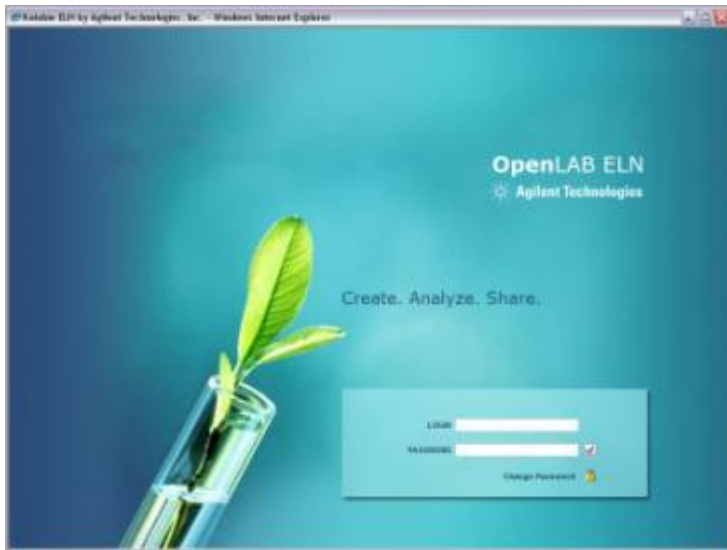 Kalabie ELN by Agilent Technologies, Inc. - Windows Internet Explorer
OpenLAB ELN
Agilent Technologies
Create. Analyze. Share.
LOGIN
PASSWORD
Change Password